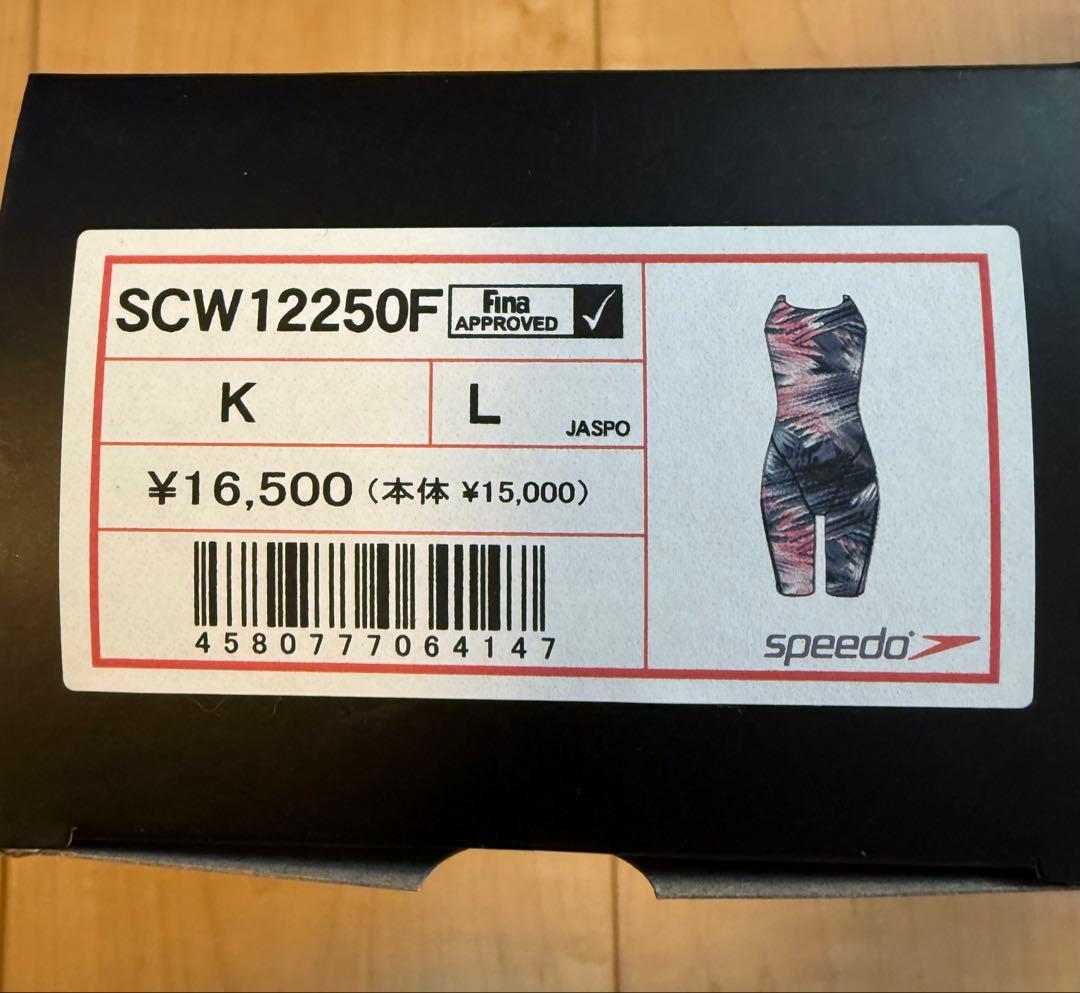 SCW12250F Fina APPROVED
K L JASPO
¥16,500（本体 ¥15,000）
4580777064147
speedo